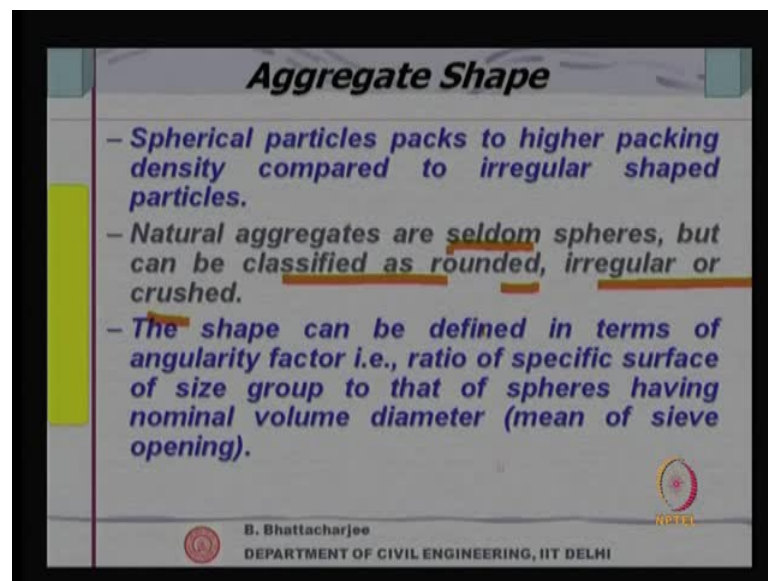 Aggregate Shape
– Spherical particles packs to higher packing
density compared to irregular shaped
particles.
– Natural aggregates are seldom spheres, but
can be classified as rounded, irregular or
crushed.
– The shape can be defined in terms of
angularity factor i.e., ratio of specific surface
of size group to that of spheres having
nominal volume diameter (mean of sieve
opening).
NPTEL
B. Bhattacharjee
DEPARTMENT OF CIVIL ENGINEERING, IIT DELHI